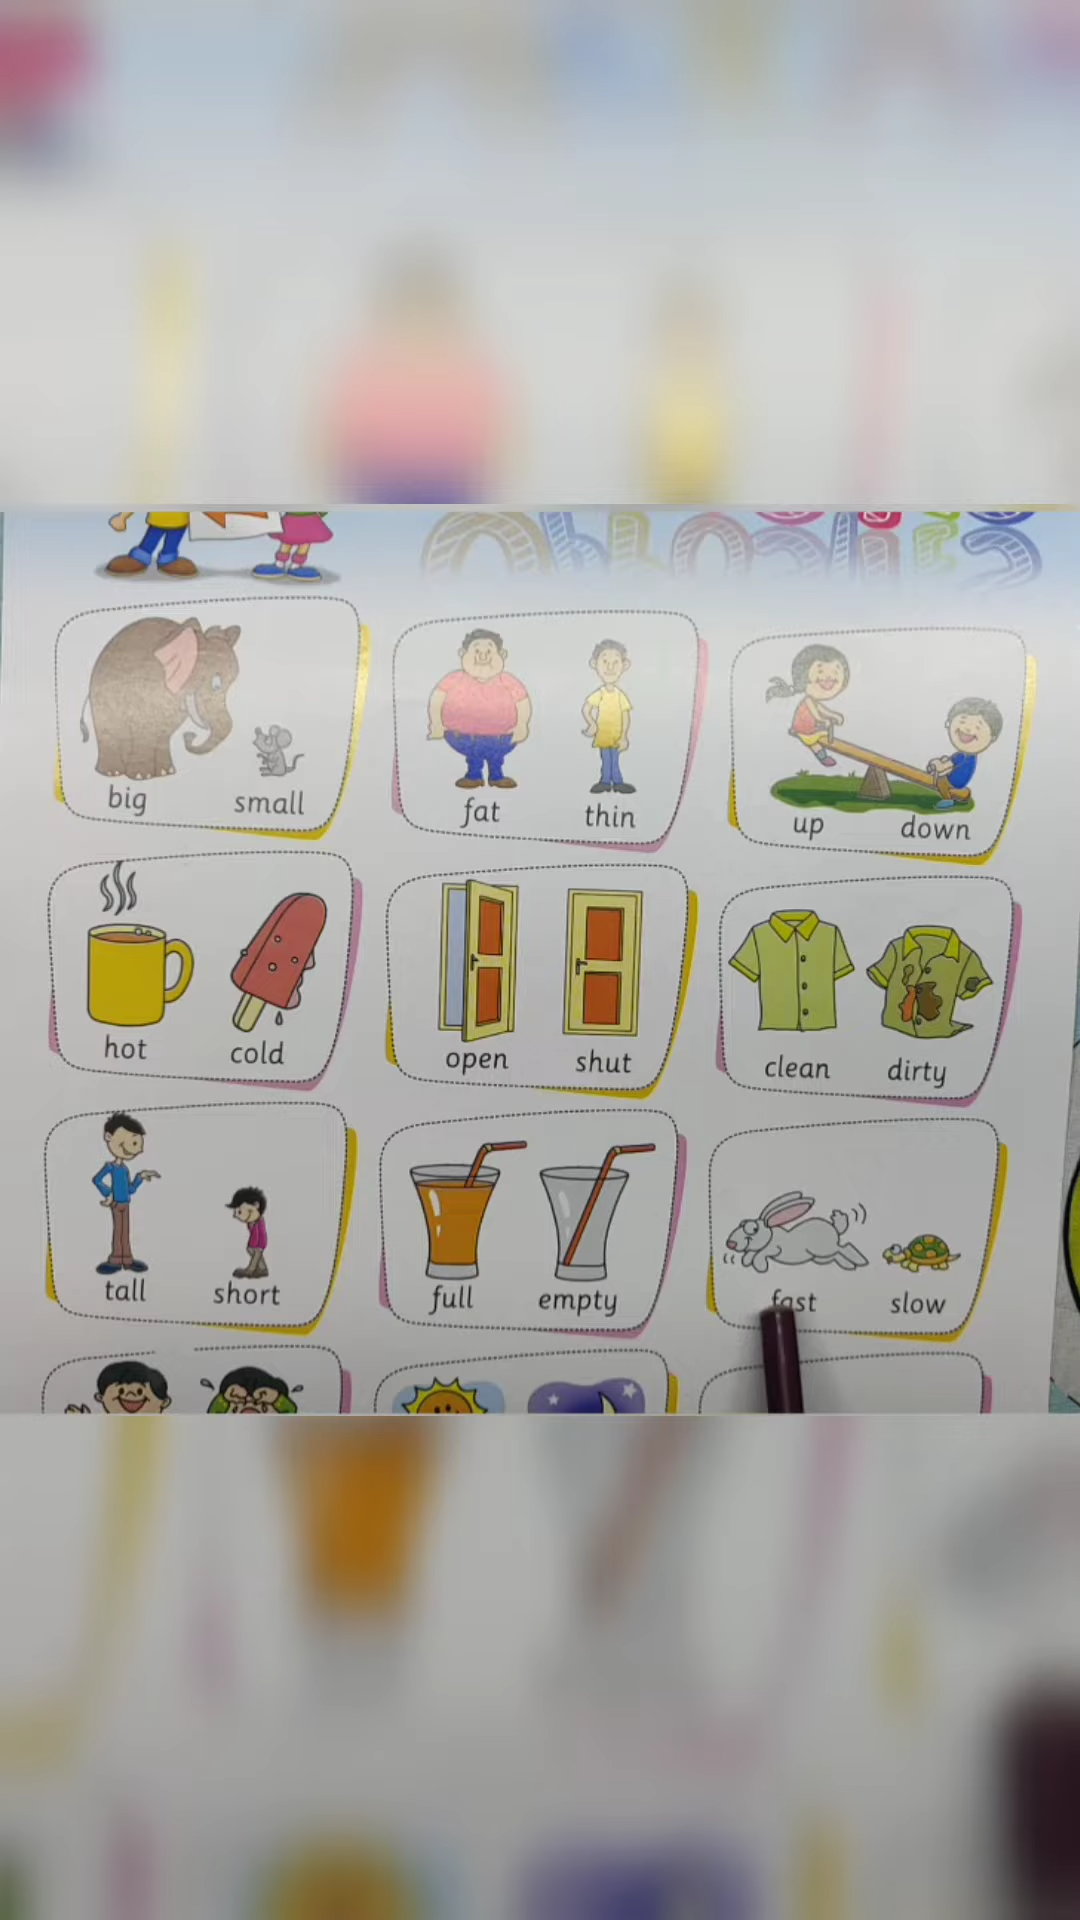 big small
fat thin
up down
hot cold
open shut
clean dirty
tall short
full empty
fast slow